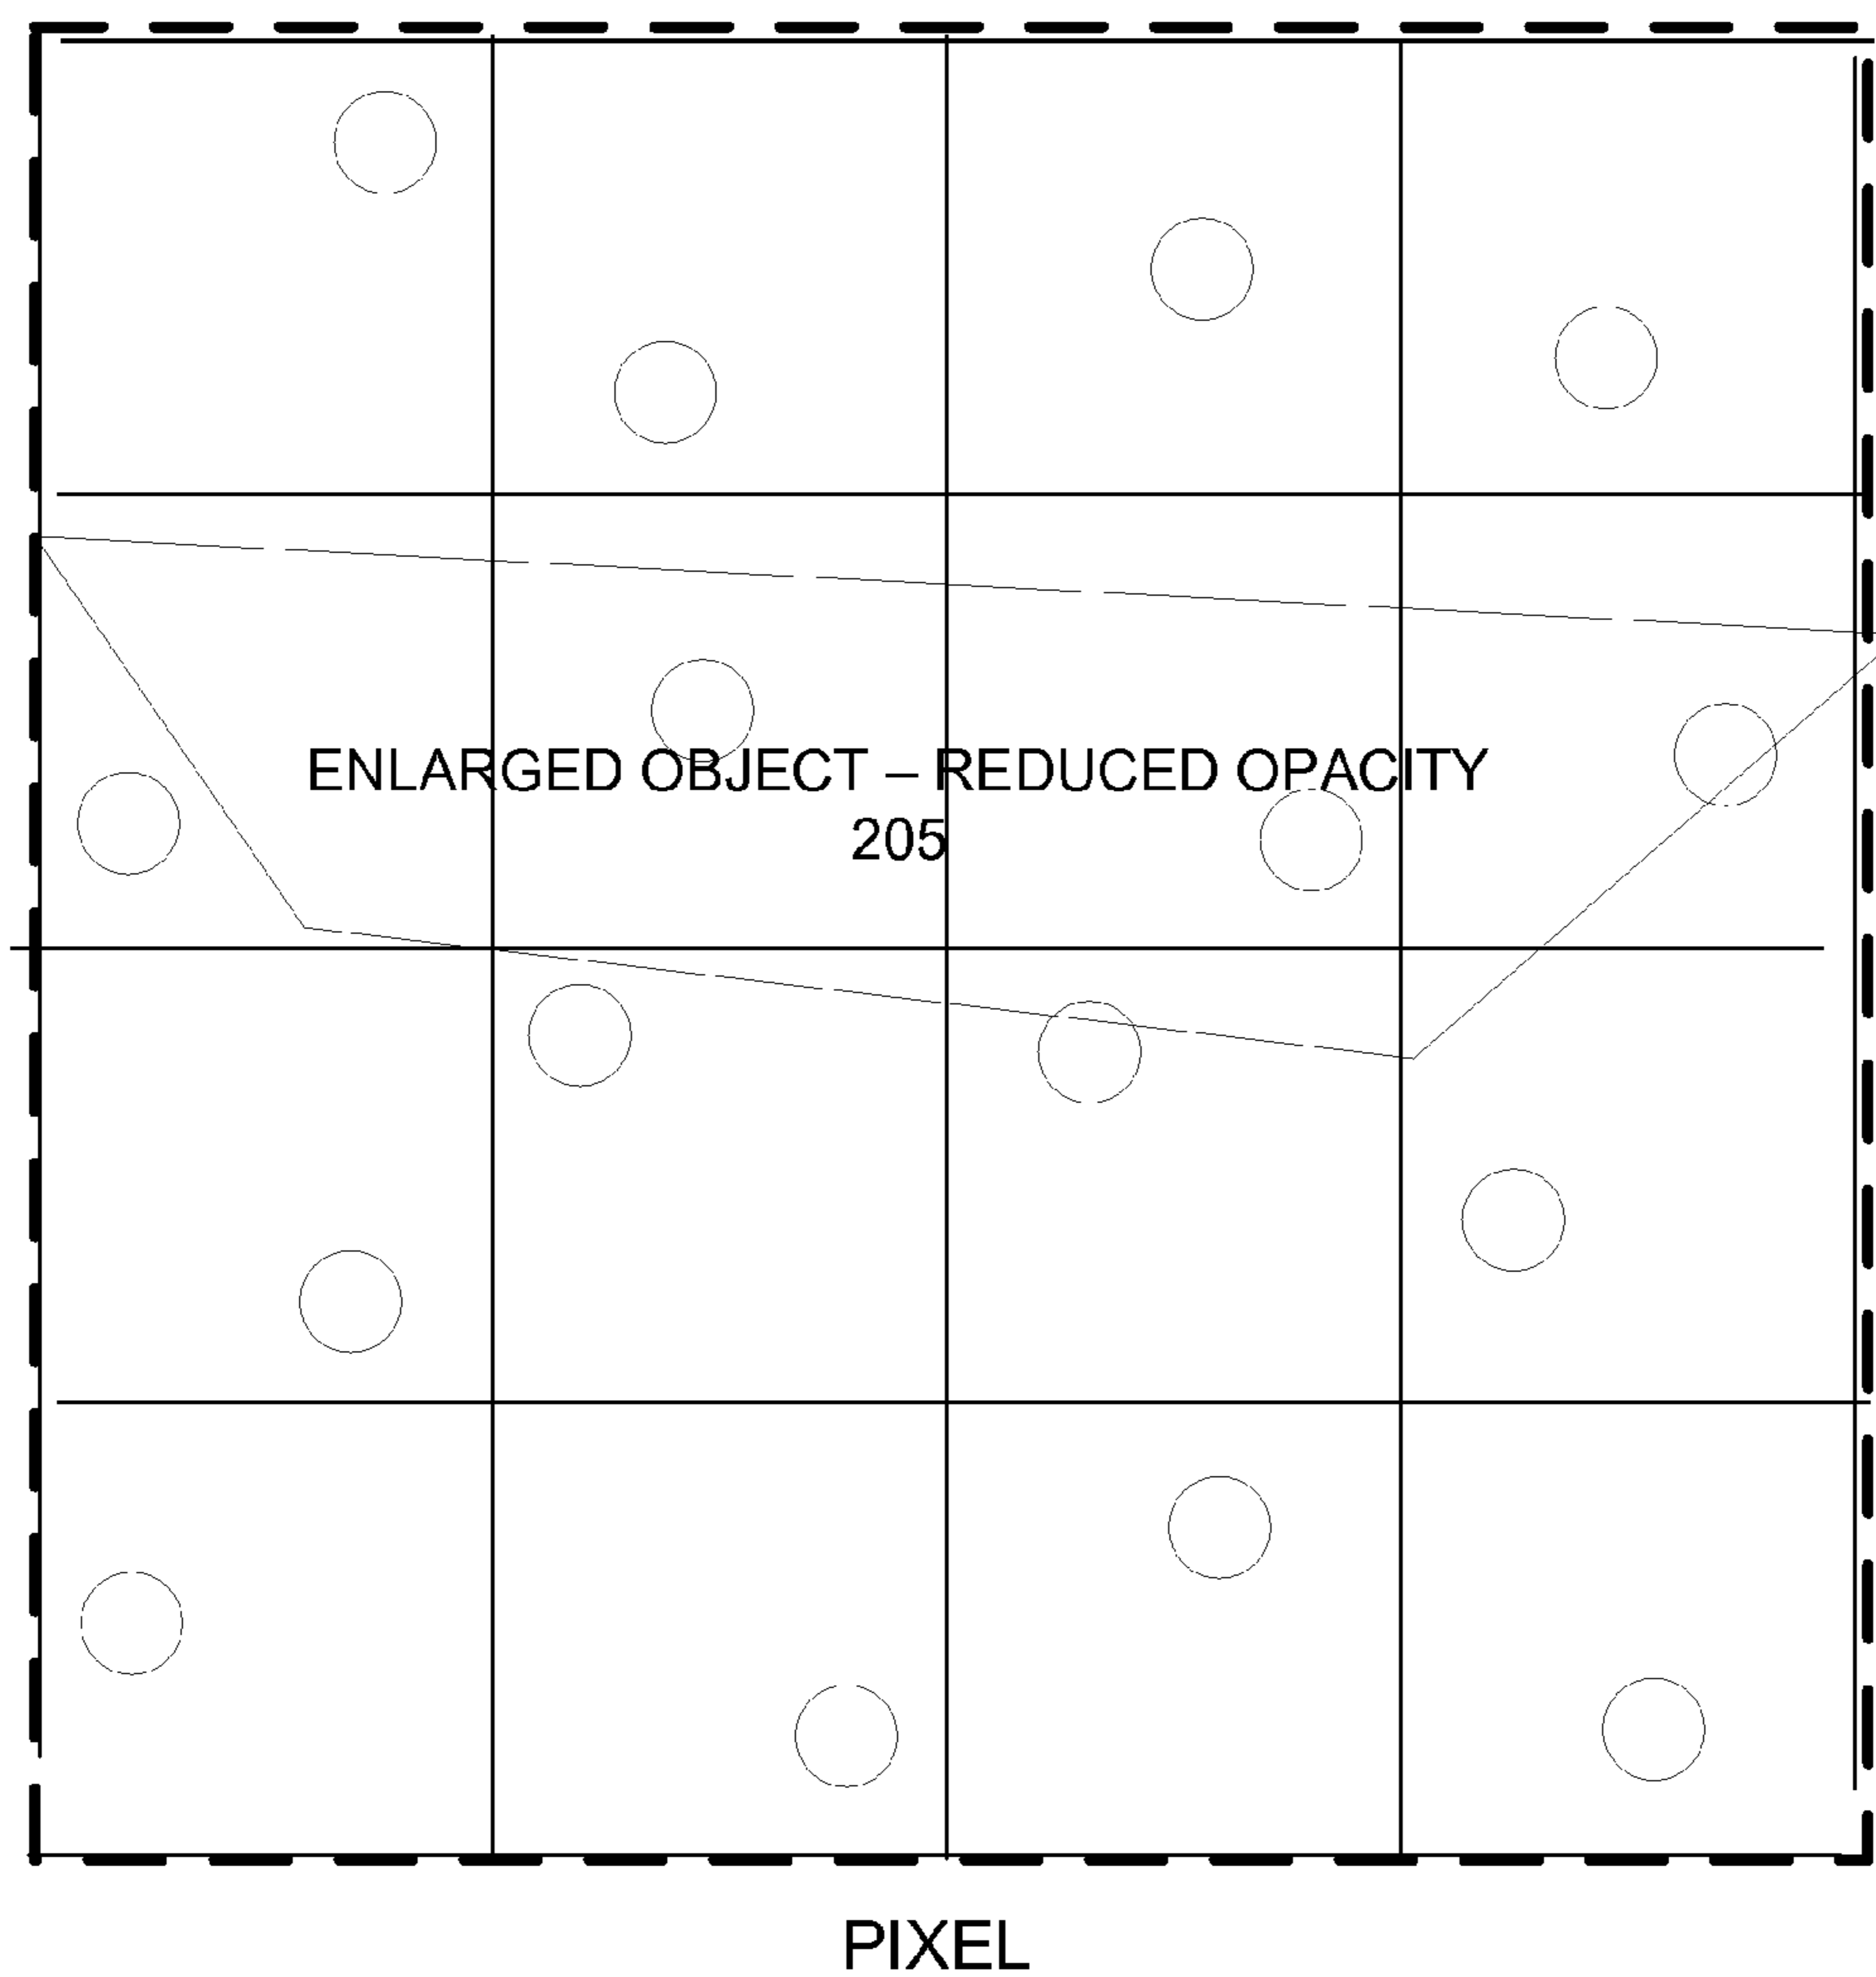 ENLARGED OBJECT – REDUCED OPACITY
205
PIXEL